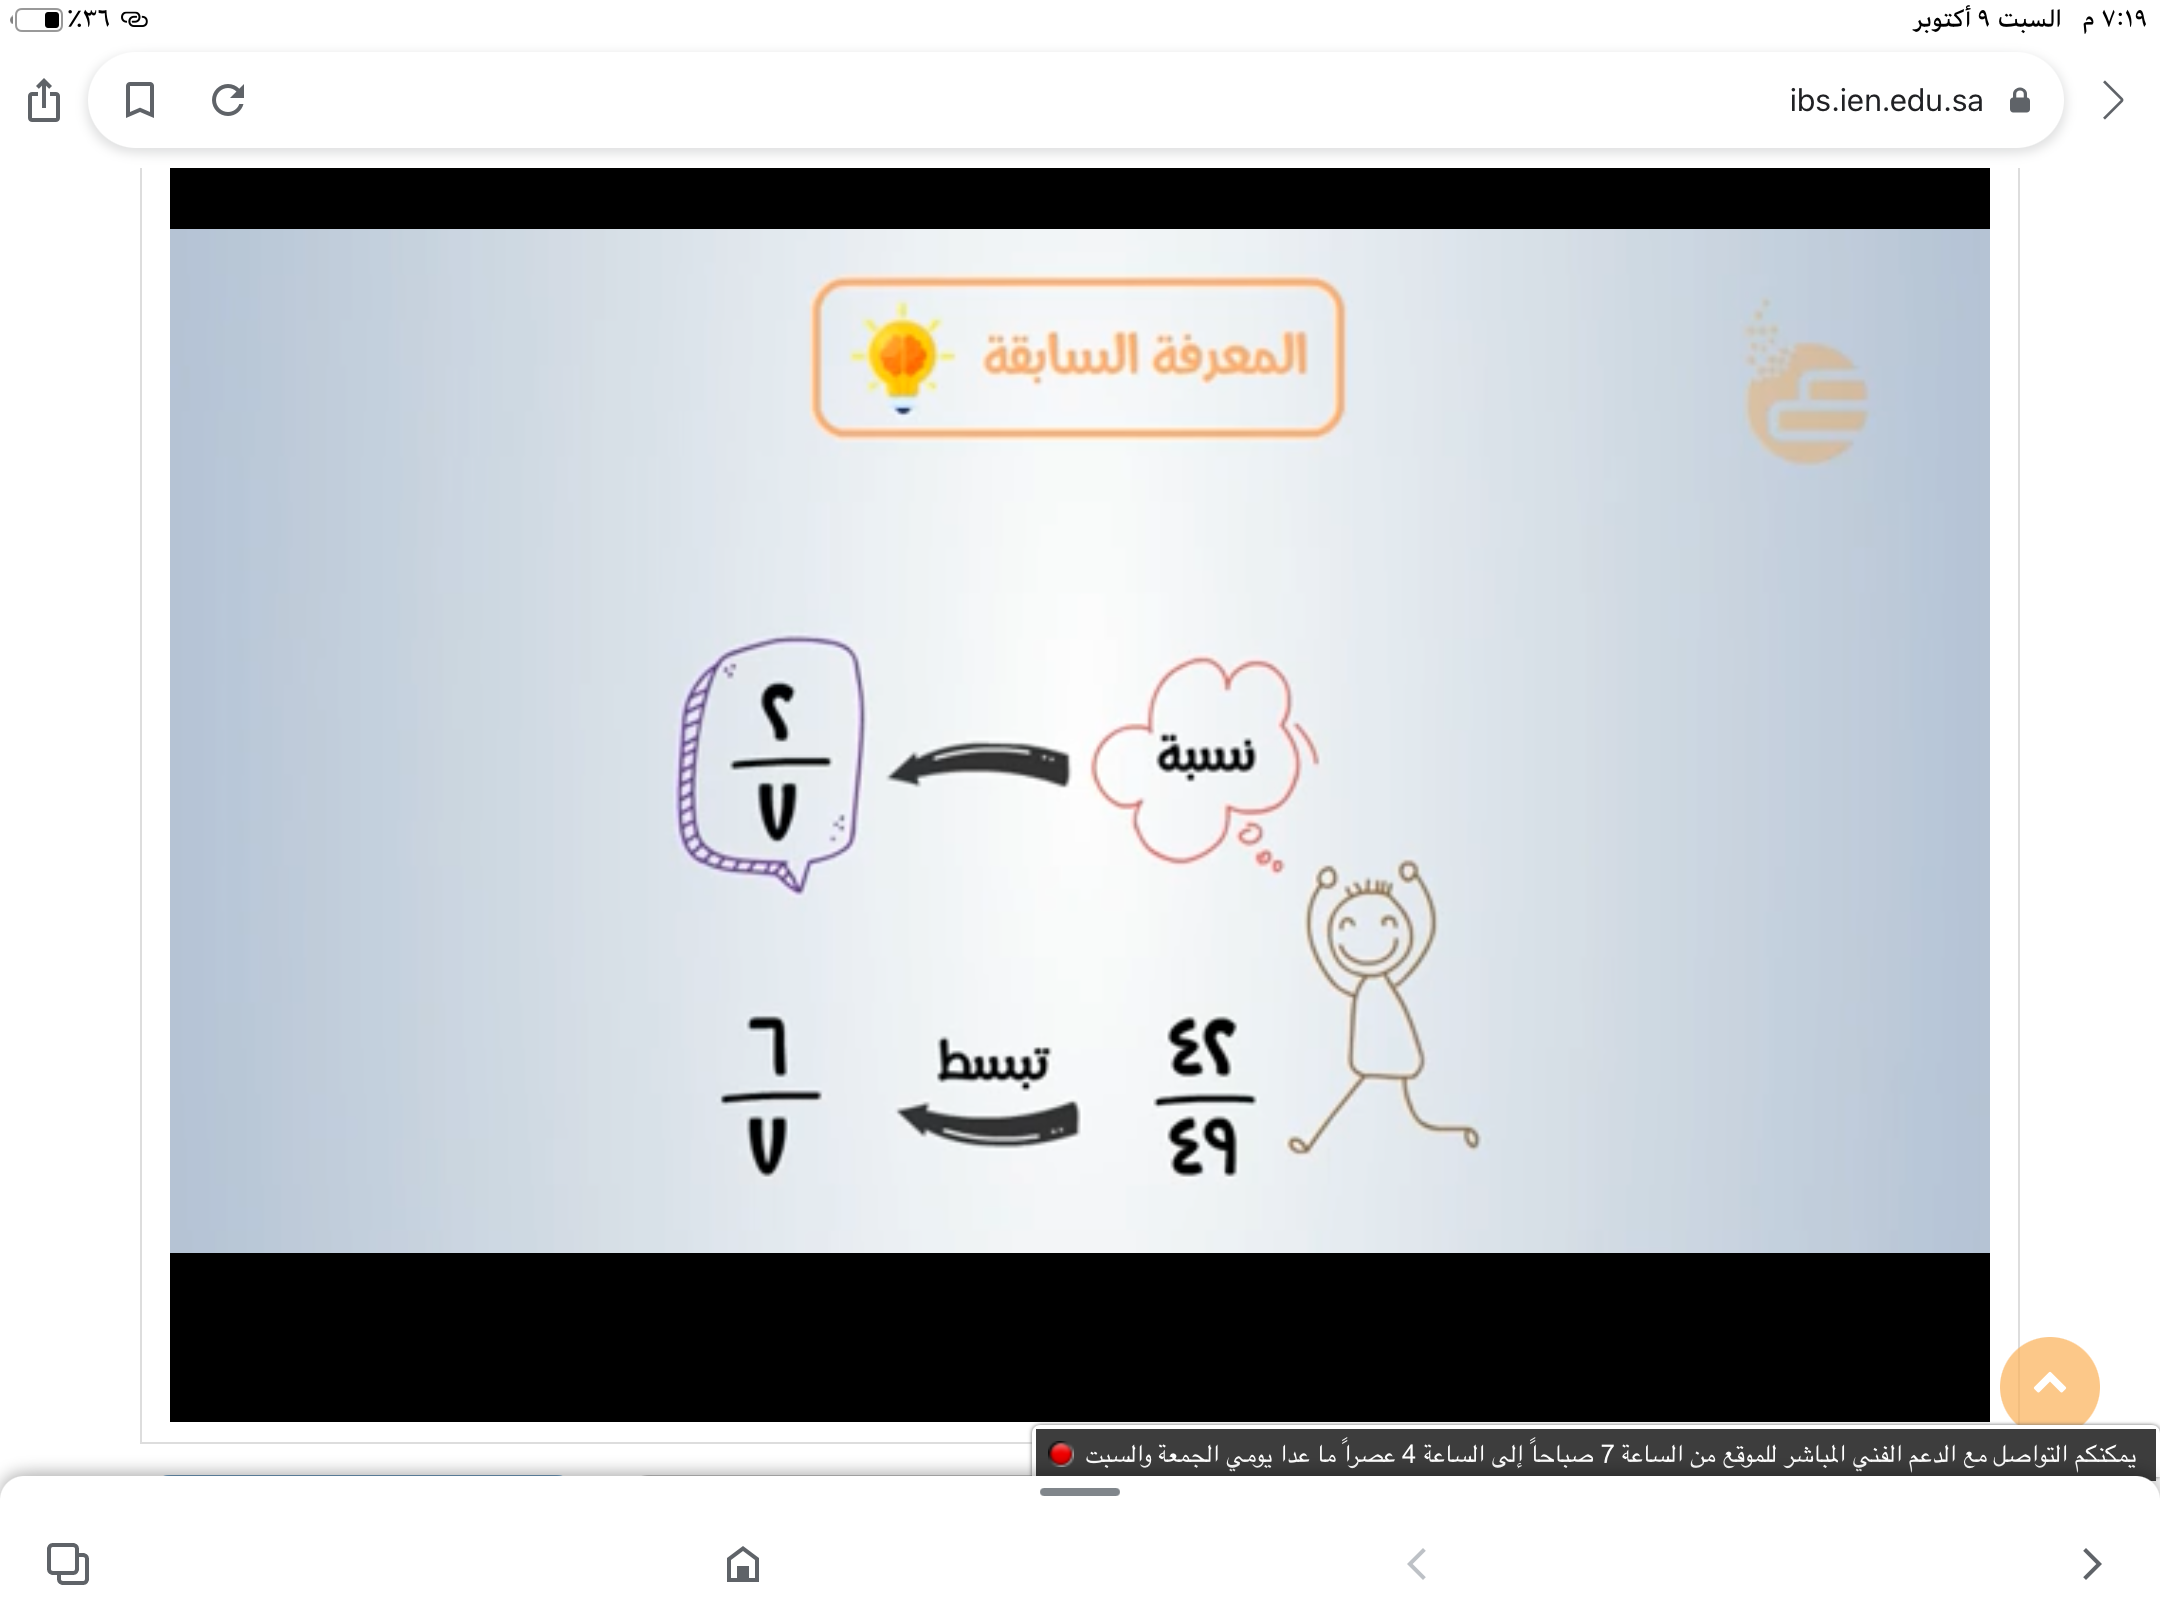 ٧:١٩ م السبت ٩ أكتوبر
٪٣٦
ibs.ien.edu.sa
المعرفة السابقة
نسبة
٢
٧
٤٢
٤٩
تبسط
٦
٧
يمكنكم التواصل مع الدعم الفني المباشر للموقع من الساعة 7 صباحاً إلى الساعة 4 عصراً ما عدا يومي الجمعة والسبت